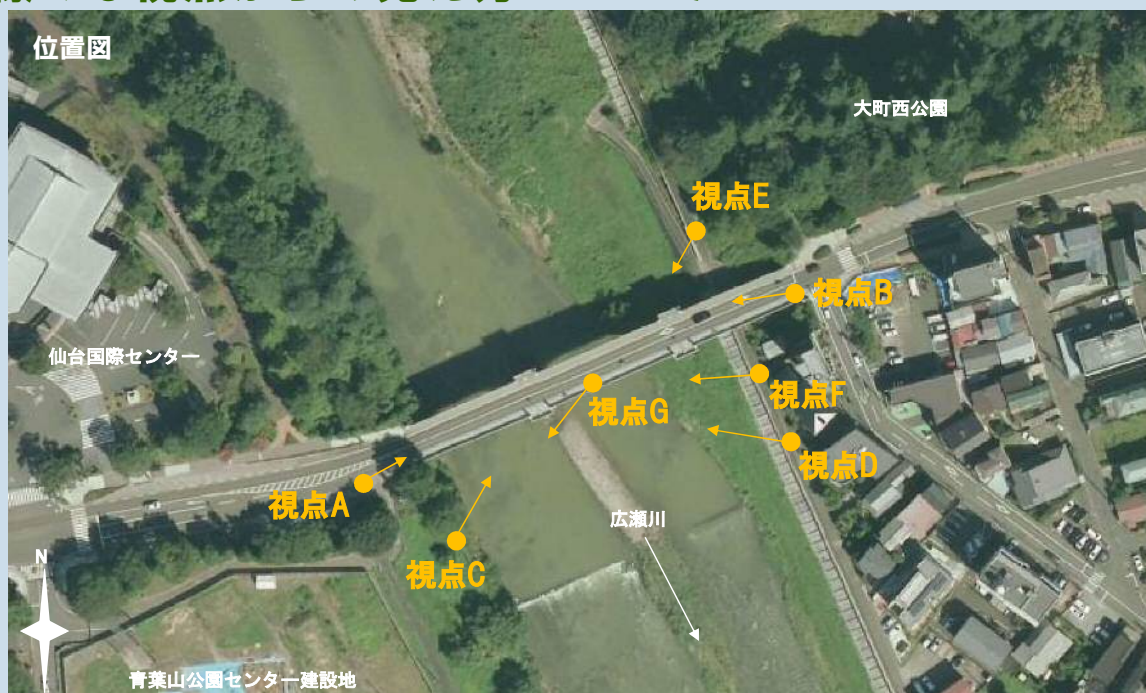 位置図
大町西公園
視点E
視点B
仙台国際センター
視点F
視点G
視点D
視点A
広瀬川
視点C
N
青葉山公園センター建設地